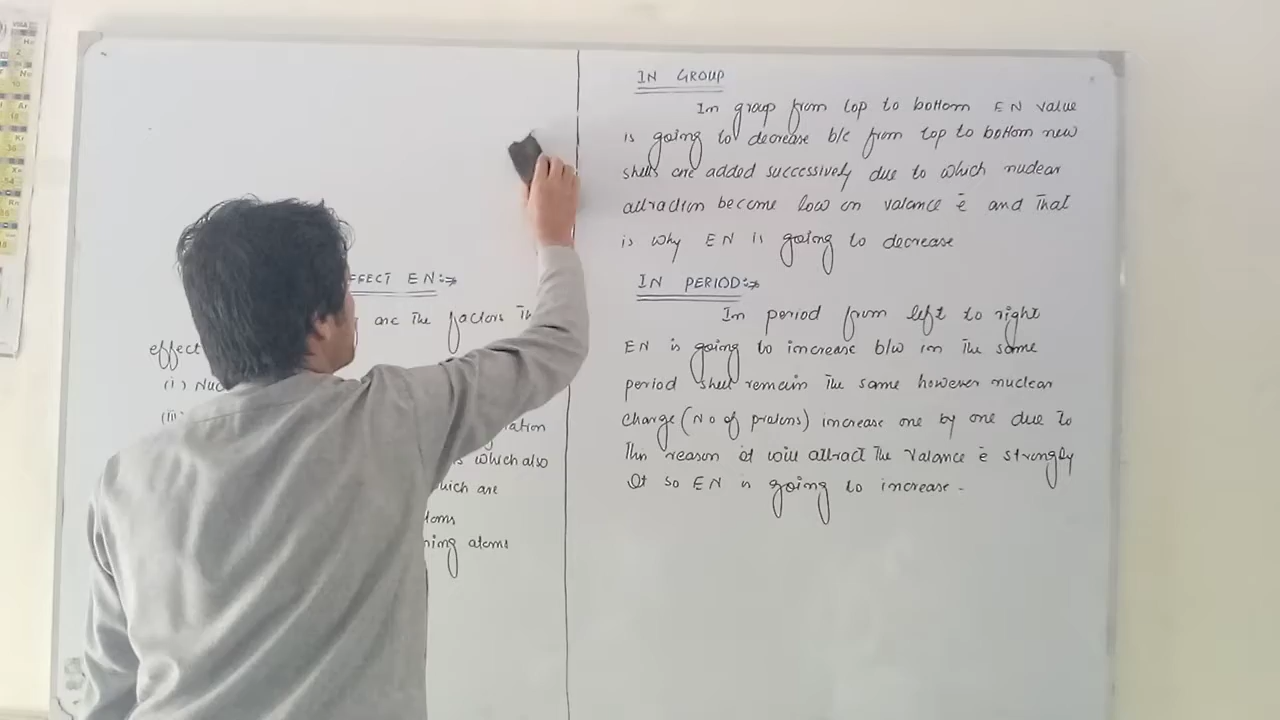 FFECT EN:→
are the factors th
effect
(i) Nuc
(ii)
ation
s which also
which are
toms
ning atoms
IN GROUP
In group from top to bottom EN value
is going to decrease b/c from top to bottom new
shells are added successively due to which nuclear
attraction become low on valance ē and that
is why EN is going to decrease
IN PERIOD:→
In period from left to right
EN is going to increase b/w in the same
period shell remain the same however nuclear
charge (No of protons) increase one by one due to
this reason it will attract the valance ē strongly
so EN is going to increase.